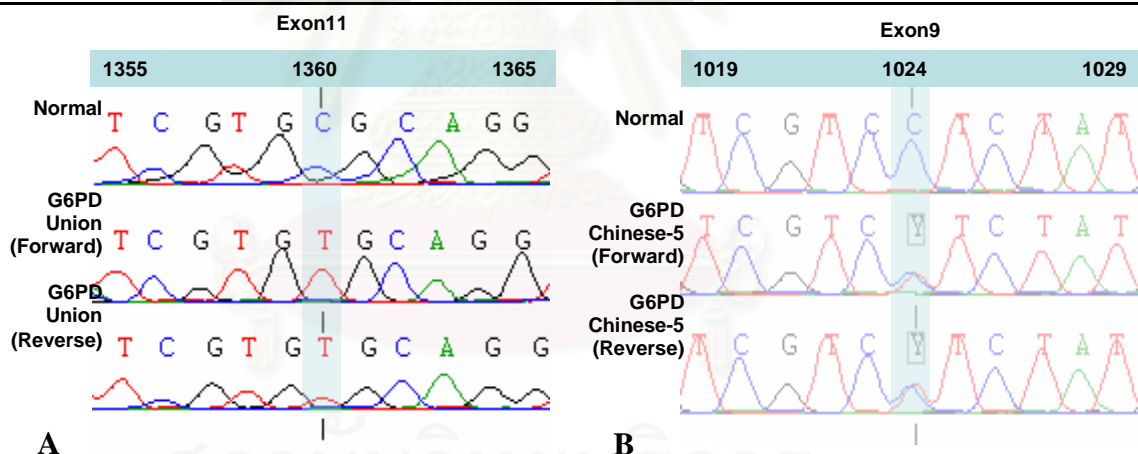 Exon11
1355 1360 1365
Normal
T C G T G C G C A G G
G6PD
Union
(Forward)
T C G T G T G C A G G
G6PD
Union
(Reverse)
T C G T G T G C A G G
A
Exon9
1019 1024 1029
Normal
T C G T C C T C T A T
G6PD
Chinese-5
(Forward)
T C G T C Y T C T A T
G6PD
Chinese-5
(Reverse)
T C G T C Y T C T A T
B